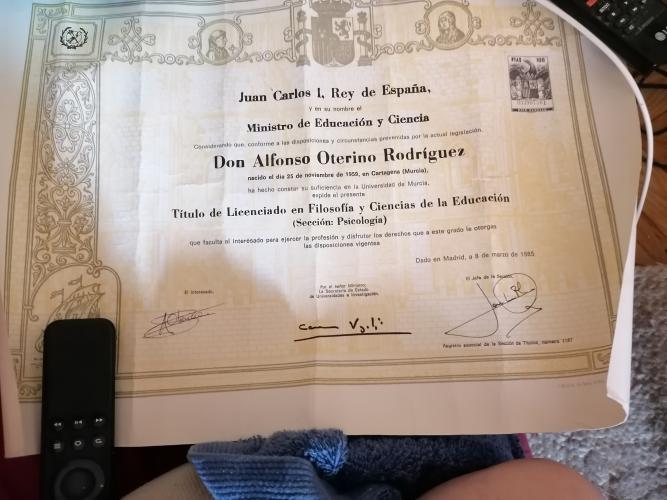 PTAS 100
Juan Carlos I, Rey de España,
y en su nombre el
Ministro de Educación y Ciencia
Considerando que, conforme a las disposiciones y circunstancias prevenidas por la actual legislación,
Don Alfonso Oterino Rodríguez
nacido el día 25 de noviembre de 1959, en Cartagena (Murcia),
ha hecho constar su suficiencia en la Universidad de Murcia,
expide el presente
Título de Licenciado en Filosofía y Ciencias de la Educación
(Sección: Psicología)
que faculta al interesado para ejercer la profesión y disfrutar los derechos que a este grado le otorgan
las disposiciones vigentes
Dado en Madrid, a 8 de marzo de 1985
El interesado,
Por el señor Ministro:
La Secretaria de Estado
de Universidades e Investigación,
El Jefe de la Sección,
Registro especial de la Sección de Títulos, número 1187